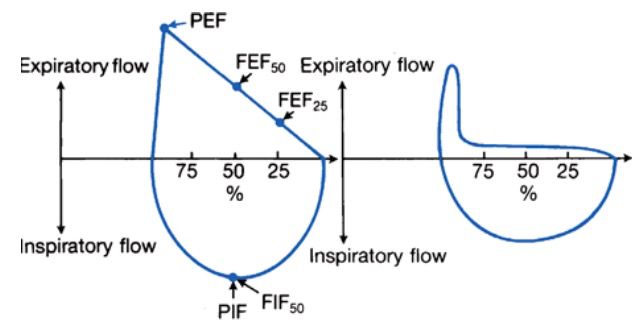 PEF
FEF50
FEF25
Expiratory flow
75 50 25
%
Inspiratory flow
PIF
FIF50
Expiratory flow
75 50 25
%
Inspiratory flow